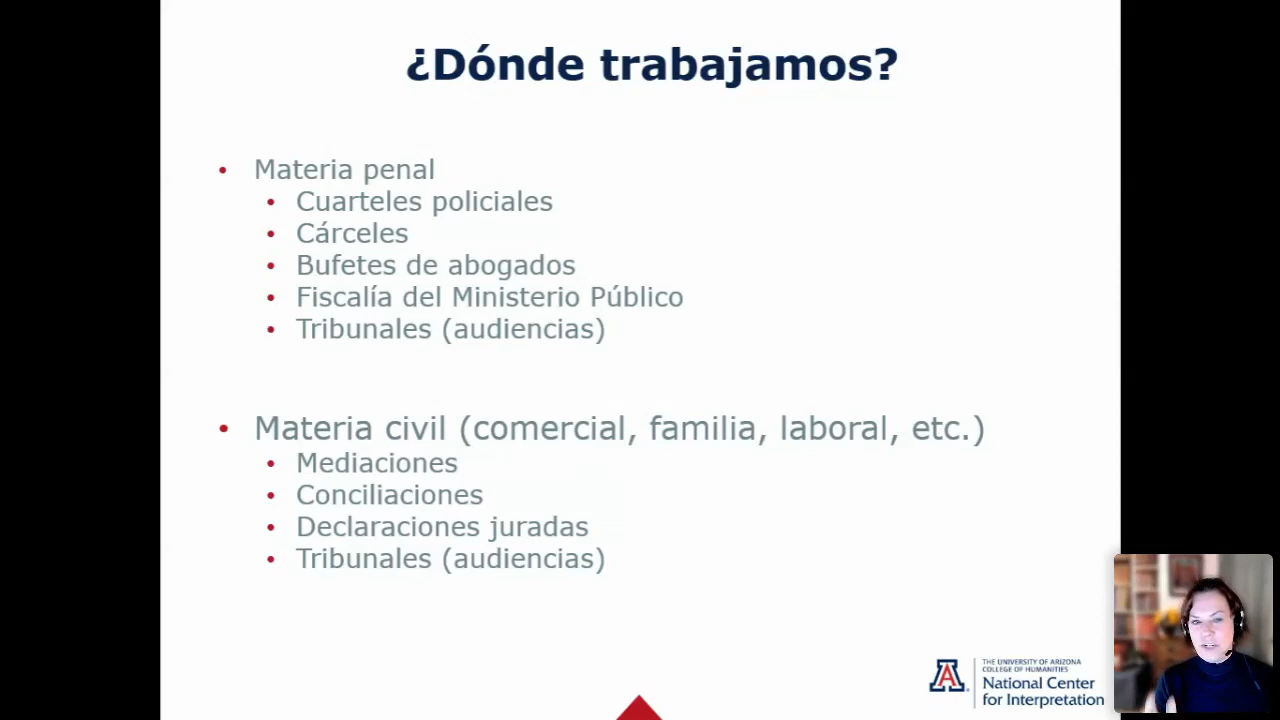 ¿Dónde trabajamos?
• Materia penal
• Cuarteles policiales
• Cárceles
• Bufetes de abogados
• Fiscalía del Ministerio Público
• Tribunales (audiencias)
• Materia civil (comercial, familia, laboral, etc.)
• Mediaciones
• Conciliaciones
• Declaraciones juradas
• Tribunales (audiencias)
THE UNIVERSITY OF ARIZONA
COLLEGE OF HUMANITIES
National Center
for Interpretation